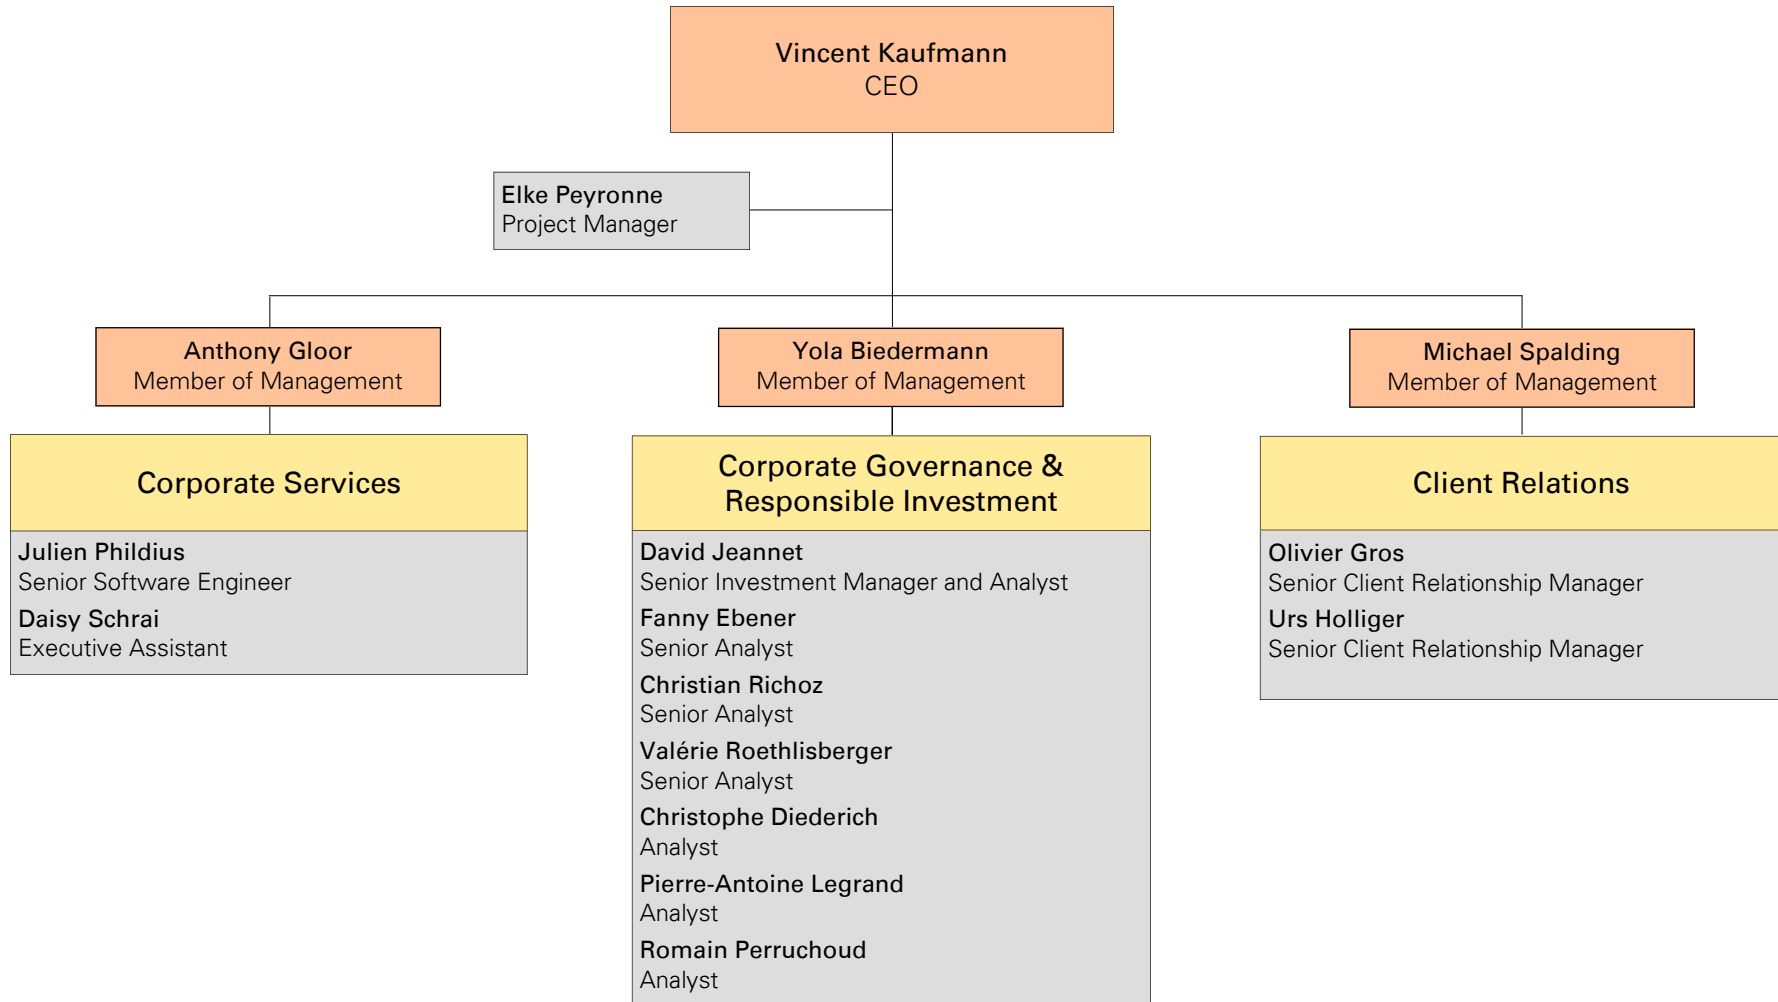 Vincent Kaufmann
CEO
Elke Peyronne
Project Manager
Anthony Gloor
Member of Management
Yola Biedermann
Member of Management
Michael Spalding
Member of Management
Corporate Services
Julien Phildius
Senior Software Engineer
Daisy Schrai
Executive Assistant
Corporate Governance &
Responsible Investment
David Jeannet
Senior Investment Manager and Analyst
Fanny Ebener
Senior Analyst
Christian Richoz
Senior Analyst
Valérie Roethlisberger
Senior Analyst
Christophe Diederich
Analyst
Pierre-Antoine Legrand
Analyst
Romain Perruchoud
Analyst
Client Relations
Olivier Gros
Senior Client Relationship Manager
Urs Holliger
Senior Client Relationship Manager